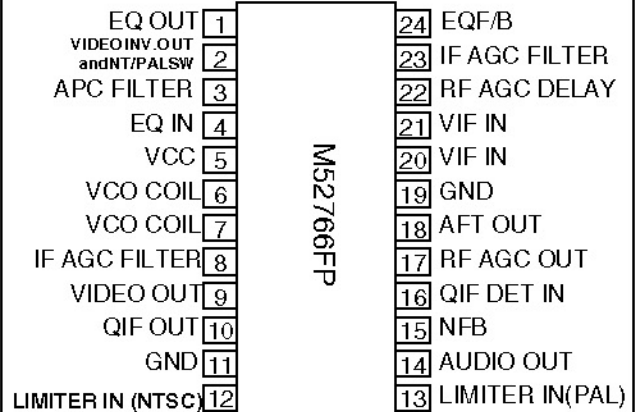 EQ OUT 1
VIDEOINV.OUT
andNT/PALSW 2
APC FILTER 3
EQ IN 4
VCC 5
VCO COIL 6
VCO COIL 7
IF AGC FILTER 8
VIDEO OUT 9
QIF OUT 10
GND 11
LIMITER IN (NTSC) 12
M52766FP
24 EQF/B
23 IF AGC FILTER
22 RF AGC DELAY
21 VIF IN
20 VIF IN
19 GND
18 AFT OUT
17 RF AGC OUT
16 QIF DET IN
15 NFB
14 AUDIO OUT
13 LIMITER IN(PAL)